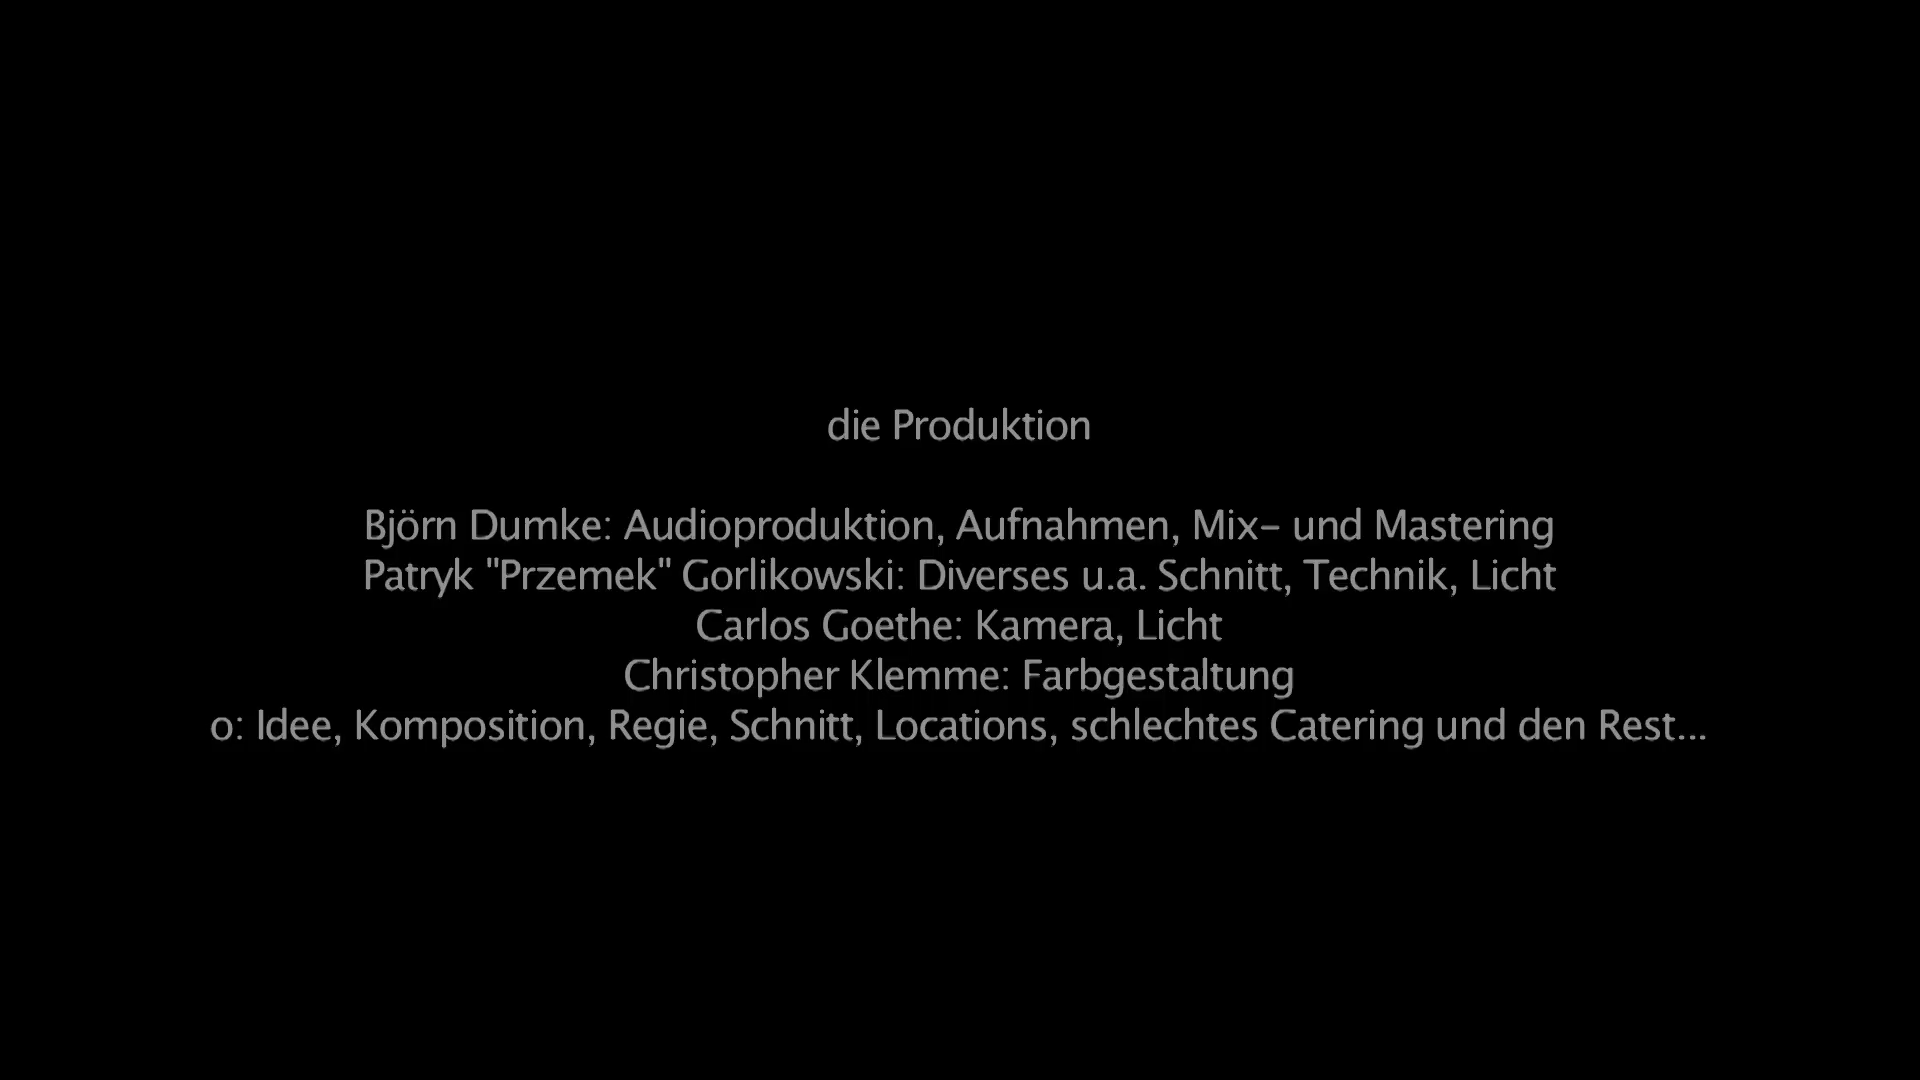 die Produktion
Björn Dumke: Audioproduktion, Aufnahmen, Mix- und Mastering
Patryk "Przemek" Gorlikowski: Diverses u.a. Schnitt, Technik, Licht
Carlos Goethe: Kamera, Licht
Christopher Klemme: Farbgestaltung
o: Idee, Komposition, Regie, Schnitt, Locations, schlechtes Catering und den Rest...